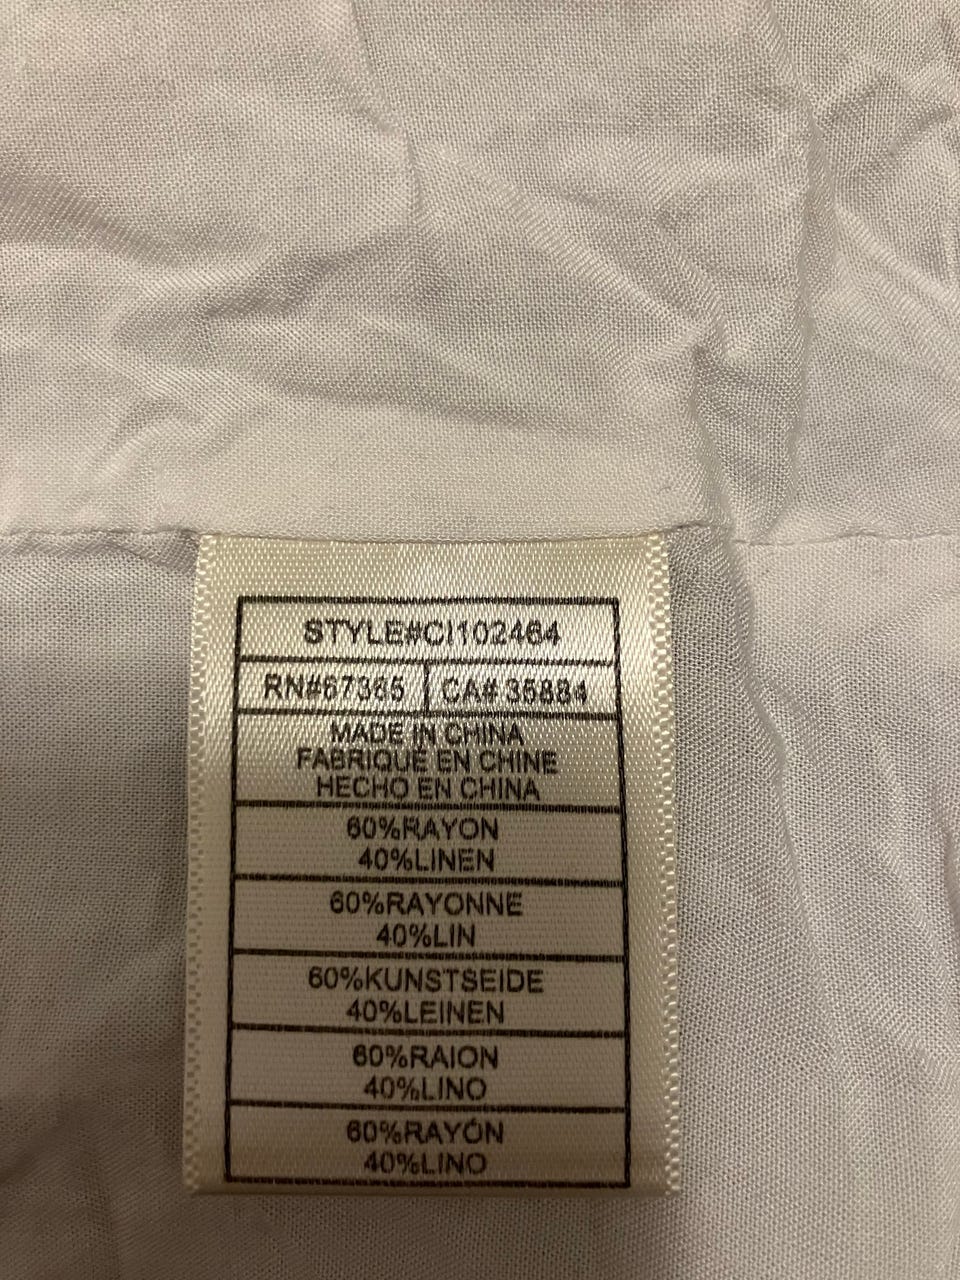 STYLE#CI102464
RN#67365 CA# 35884
MADE IN CHINA
FABRIQUÉ EN CHINE
HECHO EN CHINA
60%RAYON
40%LINEN
60%RAYONNE
40%LIN
60%KUNSTSEIDE
40%LEINEN
60%RAION
40%LINO
60%RAYÓN
40%LINO